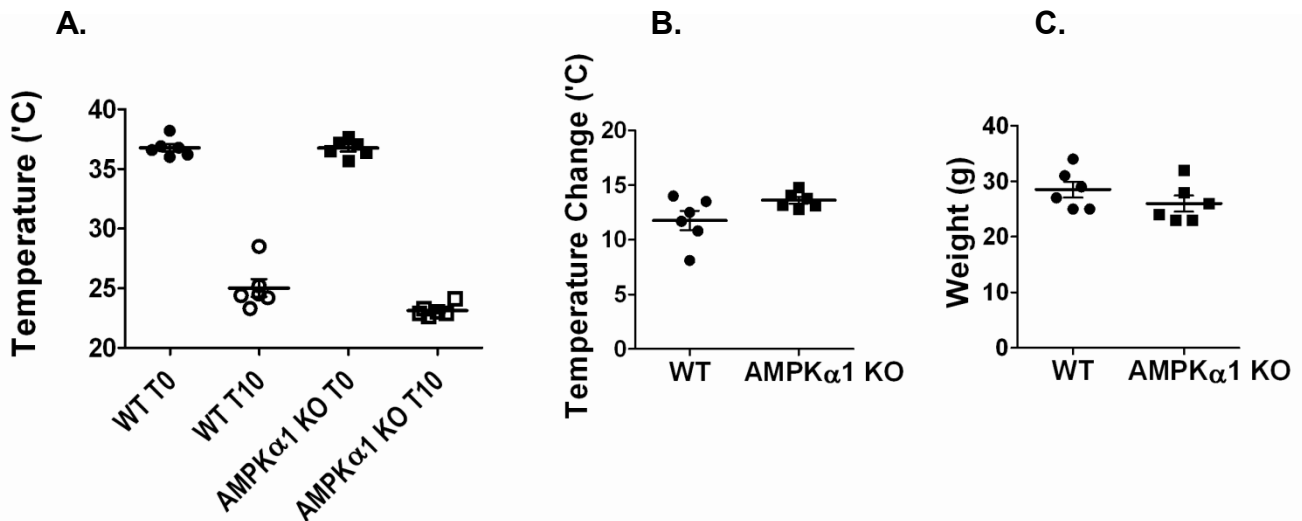 A.
Temperature ('C)
40
35
30
25
20
WT T0
WT T10
AMPKα1 KO T0
AMPKα1 KO T10
B.
Temperature Change ('C)
20
15
10
5
0
WT
AMPKα1 KO
C.
Weight (g)
40
30
20
10
0
WT
AMPKα1 KO